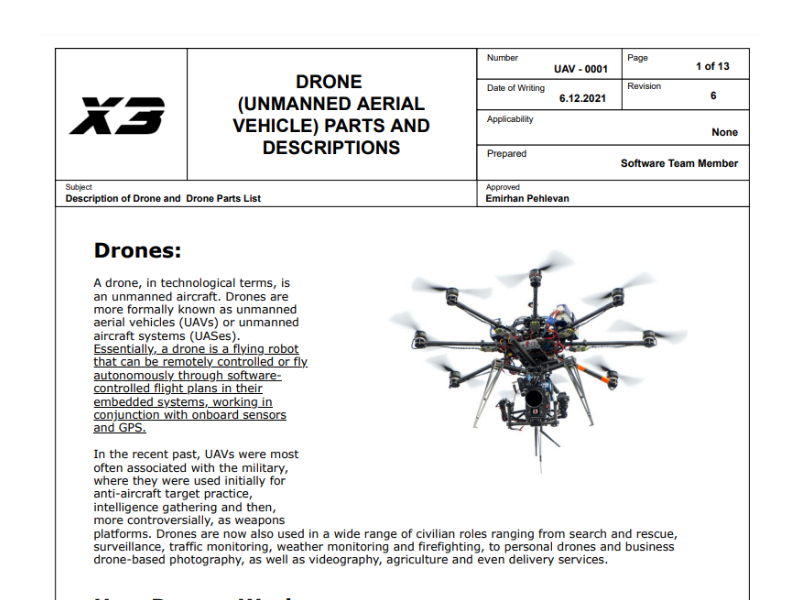 X3
DRONE
(UNMANNED AERIAL
VEHICLE) PARTS AND
DESCRIPTIONS
Number
UAV - 0001
Page
1 of 13
Date of Writing
6.12.2021
Revision
6
Applicability
None
Prepared
Software Team Member
Subject
Description of Drone and Drone Parts List
Approved
Emirhan Pehlevan
Drones:
A drone, in technological terms, is
an unmanned aircraft. Drones are
more formally known as unmanned
aerial vehicles (UAVs) or unmanned
aircraft systems (UASes).
Essentially, a drone is a flying robot
that can be remotely controlled or fly
autonomously through software-
controlled flight plans in their
embedded systems, working in
conjunction with onboard sensors
and GPS.
In the recent past, UAVs were most
often associated with the military,
where they were used initially for
anti-aircraft target practice,
intelligence gathering and then,
more controversially, as weapons
platforms. Drones are now also used in a wide range of civilian roles ranging from search and rescue,
surveillance, traffic monitoring, weather monitoring and firefighting, to personal drones and business
drone-based photography, as well as videography, agriculture and even delivery services.